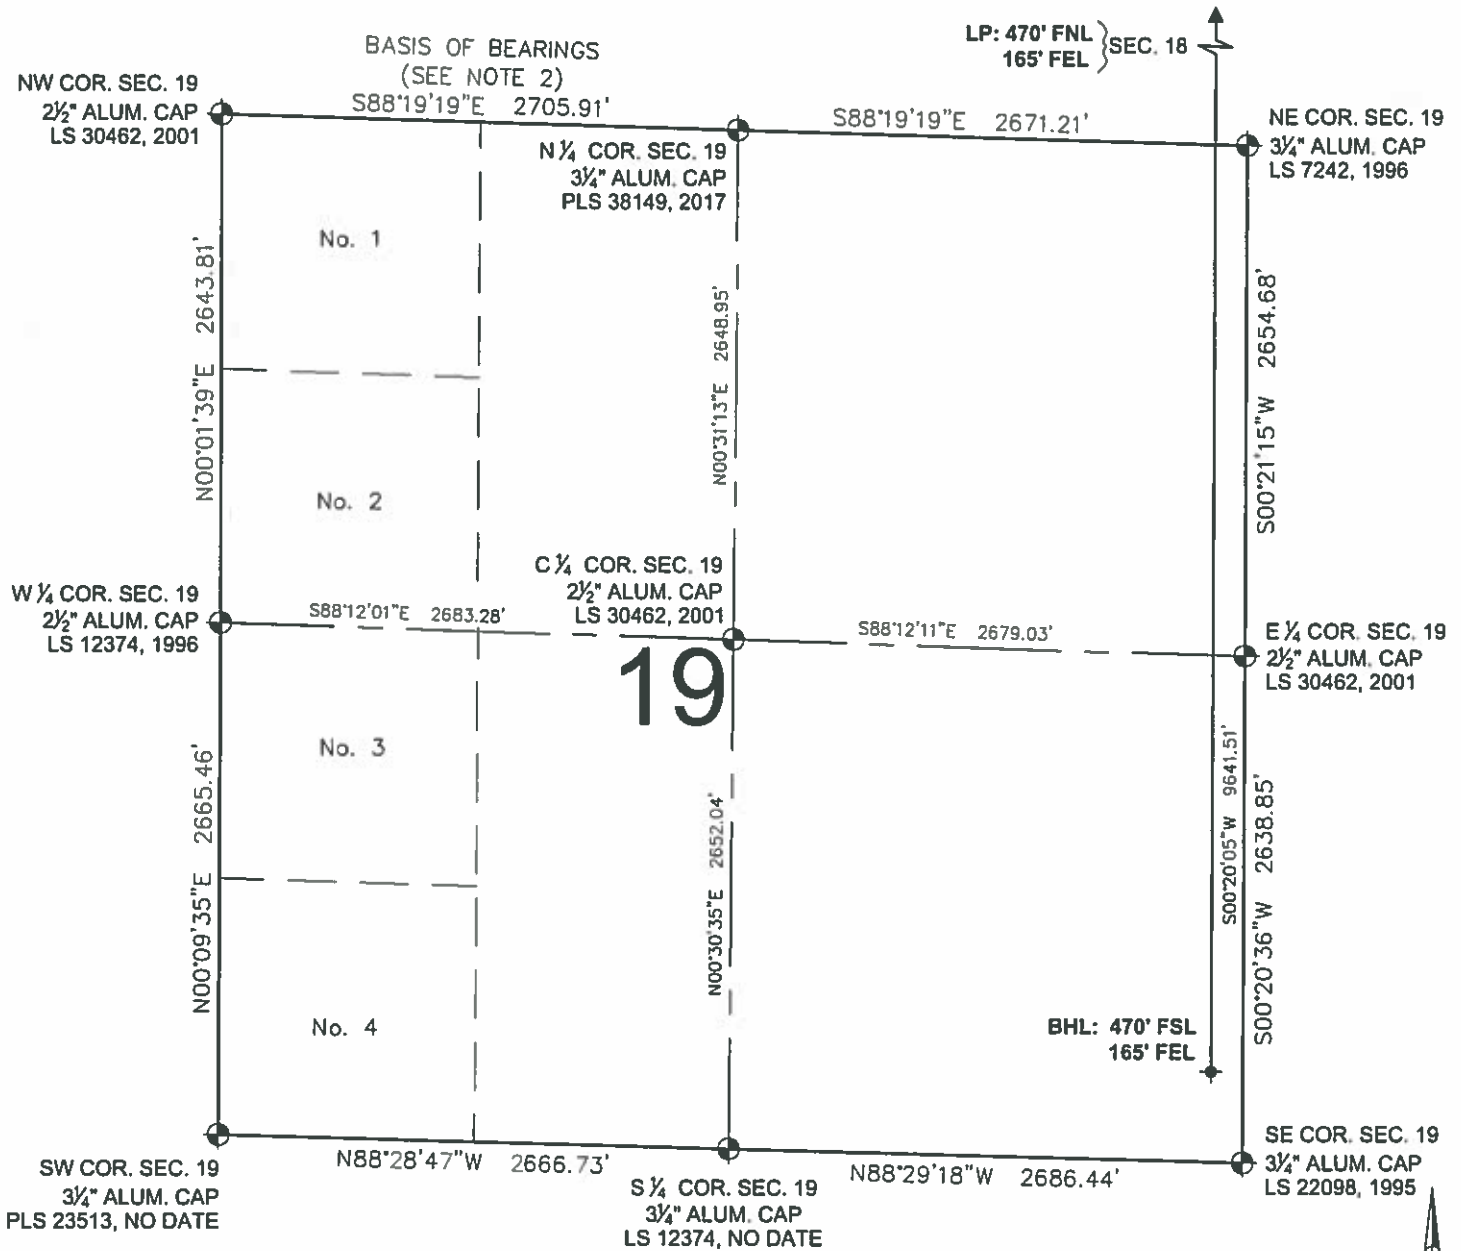 LP: 470' FNL
165' FEL
SEC. 18
BASIS OF BEARINGS
(SEE NOTE 2)
S88°19'19"E 2705.91'
S88°19'19"E 2671.21'
NW COR. SEC. 19
2½" ALUM. CAP
LS 30462, 2001
N ¼ COR. SEC. 19
3¼" ALUM. CAP
PLS 38149, 2017
NE COR. SEC. 19
3¼" ALUM. CAP
LS 7242, 1996
No. 1
N00°01'39"E 2643.81'
N00°31'13"E 2648.95'
S00°21'15"W 2654.68'
No. 2
W ¼ COR. SEC. 19
2½" ALUM. CAP
LS 12374, 1996
S88°12'01"E 2683.28'
C ¼ COR. SEC. 19
2½" ALUM. CAP
LS 30462, 2001
S88°12'11"E 2679.03'
E ¼ COR. SEC. 19
2½" ALUM. CAP
LS 30462, 2001
19
No. 3
N00°09'35"E 2665.46'
N00°30'35"E 2652.04'
S00°20'05"W 9641.51'
S00°20'36"W 2638.85'
No. 4
BHL: 470' FSL
165' FEL
SW COR. SEC. 19
3¼" ALUM. CAP
PLS 23513, NO DATE
N88°28'47"W 2666.73'
S ¼ COR. SEC. 19
3¼" ALUM. CAP
LS 12374, NO DATE
N88°29'18"W 2686.44'
SE COR. SEC. 19
3¼" ALUM. CAP
LS 22098, 1995